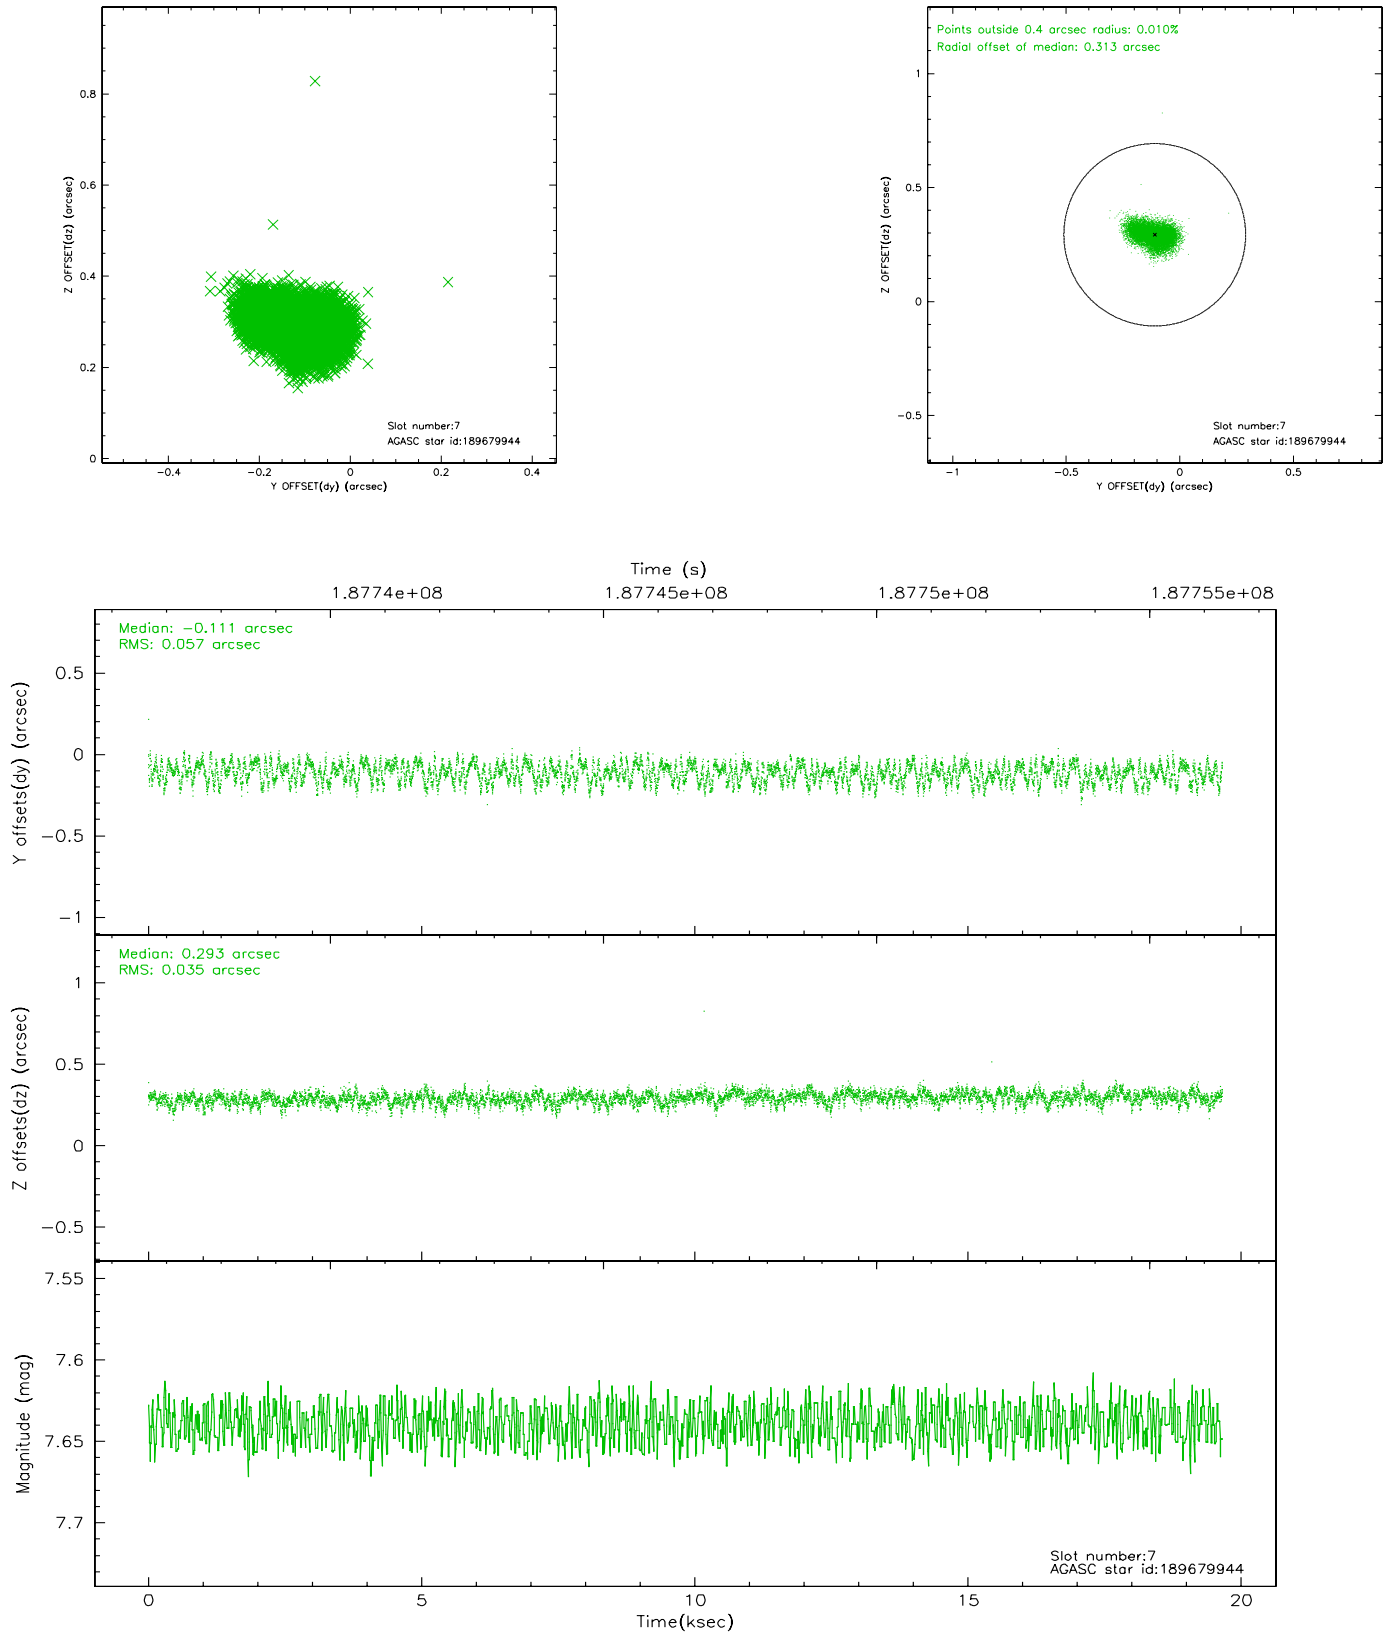 0.8
0.6
0.4
0.2
0
Z OFFSET(dz) (arcsec)
Slot number:7
AGASC star id:189679944
−0.4 −0.2 0 0.2 0.4
Y OFFSET(dy) (arcsec)
Points outside 0.4 arcsec radius: 0.010%
Radial offset of median: 0.313 arcsec
1
0.5
0
−0.5
Z OFFSET(dz) (arcsec)
Slot number:7
AGASC star id:189679944
−1 −0.5 0 0.5
Y OFFSET(dy) (arcsec)
Time (s)
1.8774e+08 1.87745e+08 1.8775e+08 1.87755e+08
Median: −0.111 arcsec
RMS: 0.057 arcsec
0.5
0
−0.5
−1
Y offsets(dy) (arcsec)
Median: 0.293 arcsec
RMS: 0.035 arcsec
1
0.5
0
−0.5
Z offsets(dz) (arcsec)
7.55
7.6
7.65
7.7
Magnitude (mag)
Slot number:7
AGASC star id:189679944
0 5 10 15 20
Time(ksec)